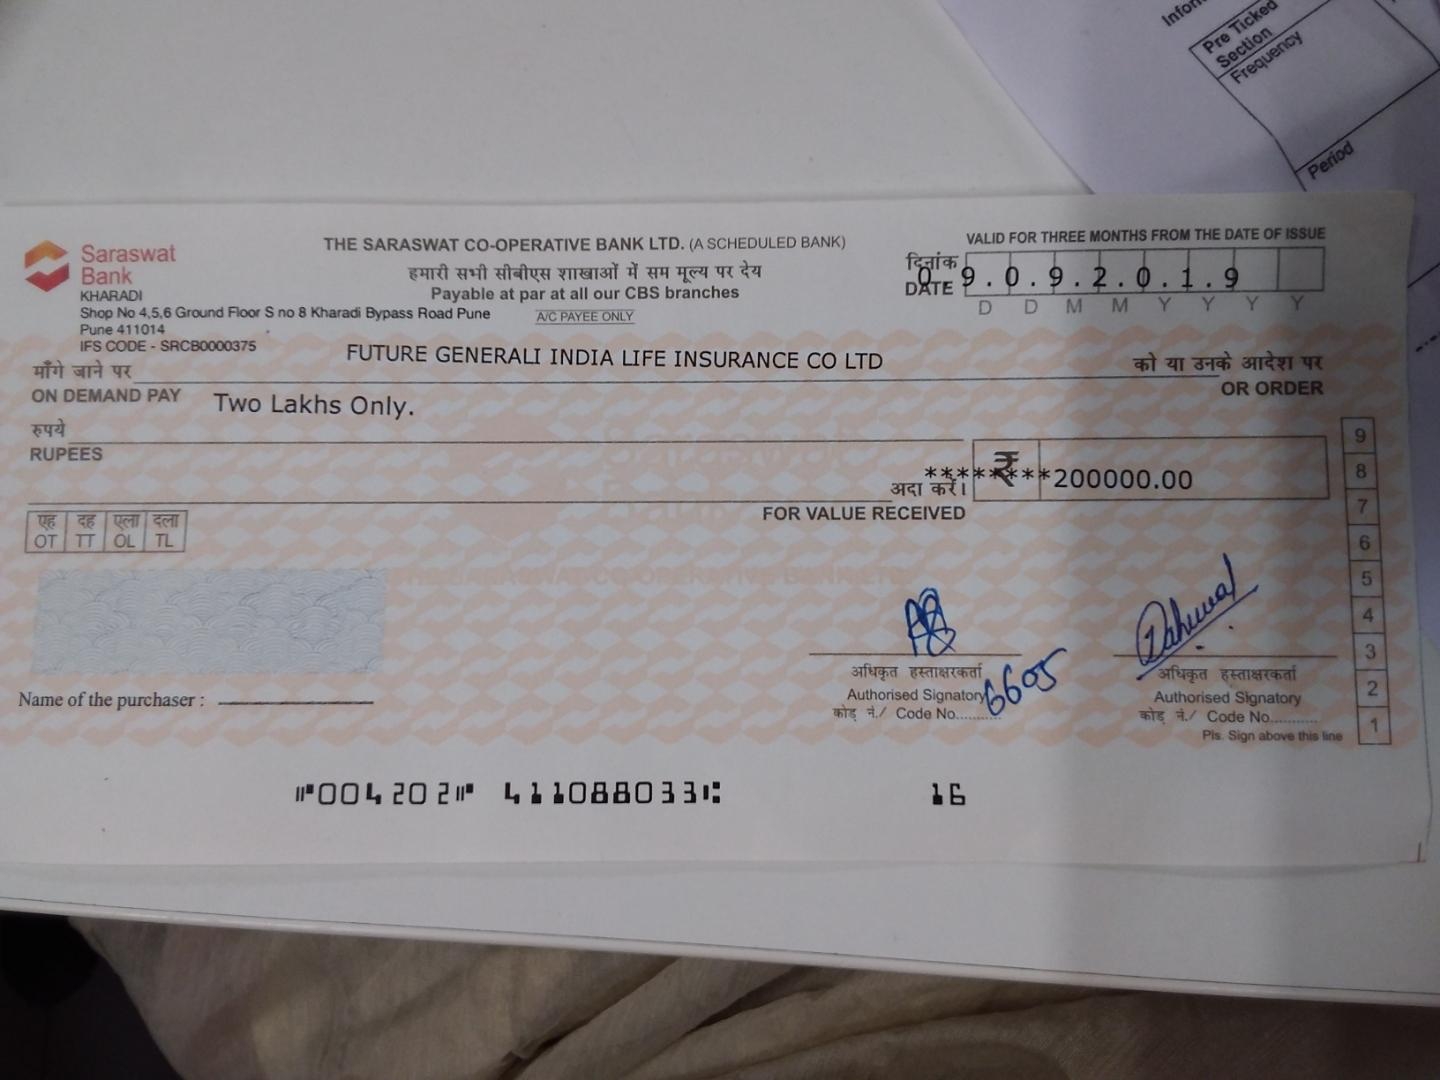 Pre Ticked
Section
Frequency
Period
Saraswat
Bank
KHARADI
Shop No 4,5,6 Ground Floor S no 8 Kharadi Bypass Road Pune
Pune 411014
IFS CODE - SRCB0000375
THE SARASWAT CO-OPERATIVE BANK LTD. (A SCHEDULED BANK)
हमारी सभी सीबीएस शाखाओं में सम मूल्य पर देय
Payable at par at all our CBS branches
A/C PAYEE ONLY
VALID FOR THREE MONTHS FROM THE DATE OF ISSUE
दिनांक
DATE
0 9.0.9.2.0.1.9
D D M M Y Y Y Y
माँगे जाने पर
FUTURE GENERALI INDIA LIFE INSURANCE CO LTD
को या उनके आदेश पर
ON DEMAND PAY
OR ORDER
Two Lakhs Only.
रुपये
RUPEES
अदा करें।
₹
********200000.00
FOR VALUE RECEIVED
एह दह एला दला
OT TT OL TL
9
8
7
6
5
4
3
2
1
अधिकृत हस्ताक्षरकर्ता
Authorised Signatory
कोड् नं./ Code No............
6605
अधिकृत हस्ताक्षरकर्ता
Authorised Signatory
कोड् नं./ Code No............
Pls. Sign above this line
Name of the purchaser :
⑈004202⑈ 411088033⑆ 16